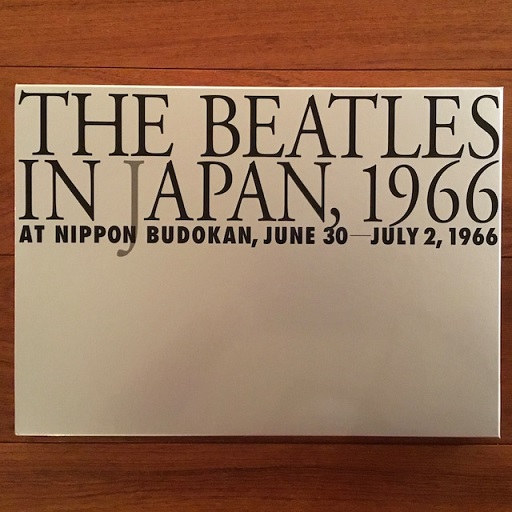 THE BEATLES
IN JAPAN, 1966
AT NIPPON BUDOKAN, JUNE 30—JULY 2, 1966